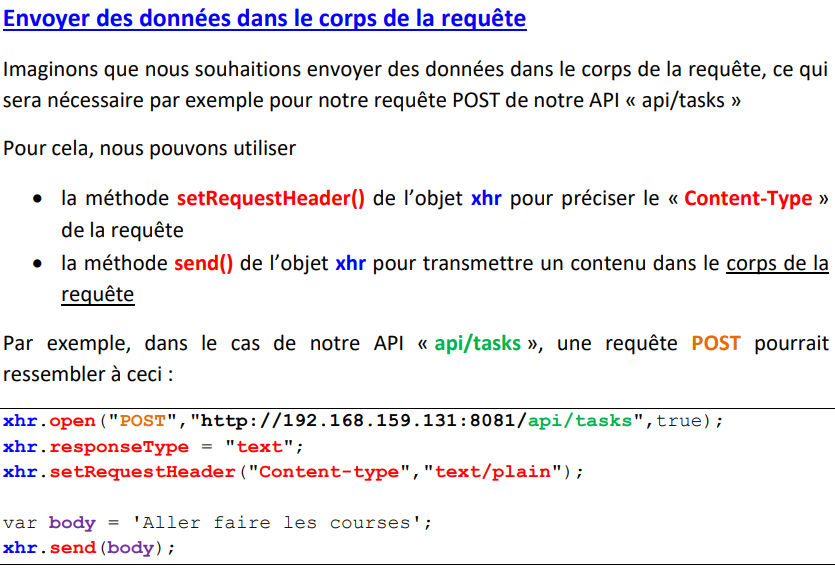 Envoyer des données dans le corps de la requête
Imaginons que nous souhaitions envoyer des données dans le corps de la requête, ce qui
sera nécessaire par exemple pour notre requête POST de notre API « api/tasks »
Pour cela, nous pouvons utiliser
• la méthode setRequestHeader() de l’objet xhr pour préciser le « Content-Type »
de la requête
• la méthode send() de l’objet xhr pour transmettre un contenu dans le corps de la
requête
Par exemple, dans le cas de notre API « api/tasks », une requête POST pourrait
ressembler à ceci :
xhr.open("POST","http://192.168.159.131:8081/api/tasks",true);
xhr.responseType = "text";
xhr.setRequestHeader("Content-type","text/plain");
var body = 'Aller faire les courses';
xhr.send(body);